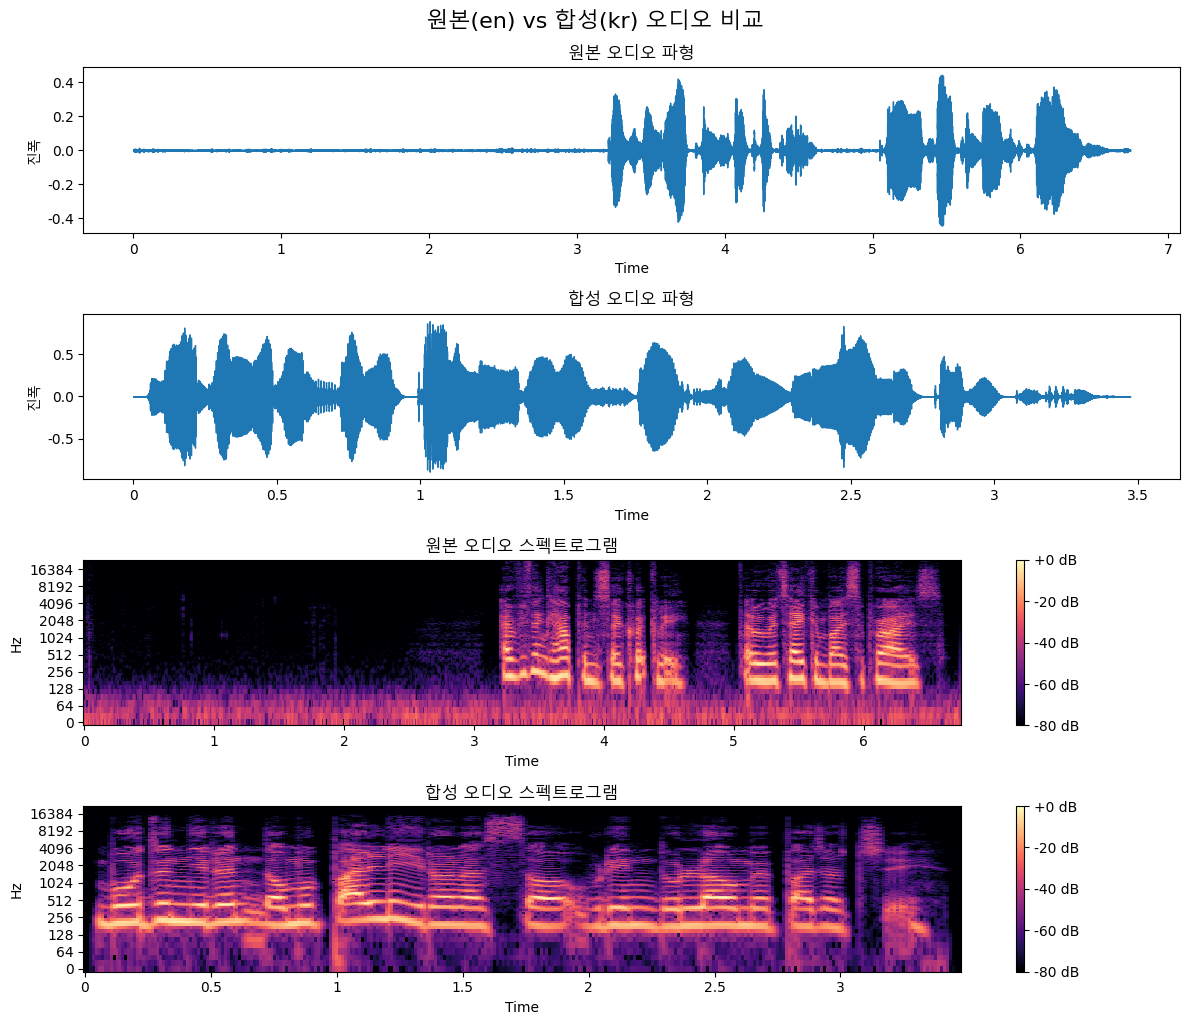 원본(en) vs 합성(kr) 오디오 비교
원본 오디오 파형
진폭
0.4
0.2
0.0
-0.2
-0.4
0 1 2 3 4 5 6 7
Time
합성 오디오 파형
진폭
0.5
0.0
-0.5
0 0.5 1 1.5 2 2.5 3 3.5
Time
원본 오디오 스펙트로그램
Hz
16384
8192
4096
2048
1024
512
256
128
64
0
0 1 2 3 4 5 6
Time
+0 dB
-20 dB
-40 dB
-60 dB
-80 dB
합성 오디오 스펙트로그램
Hz
16384
8192
4096
2048
1024
512
256
128
64
0
0 0.5 1 1.5 2 2.5 3
Time
+0 dB
-20 dB
-40 dB
-60 dB
-80 dB